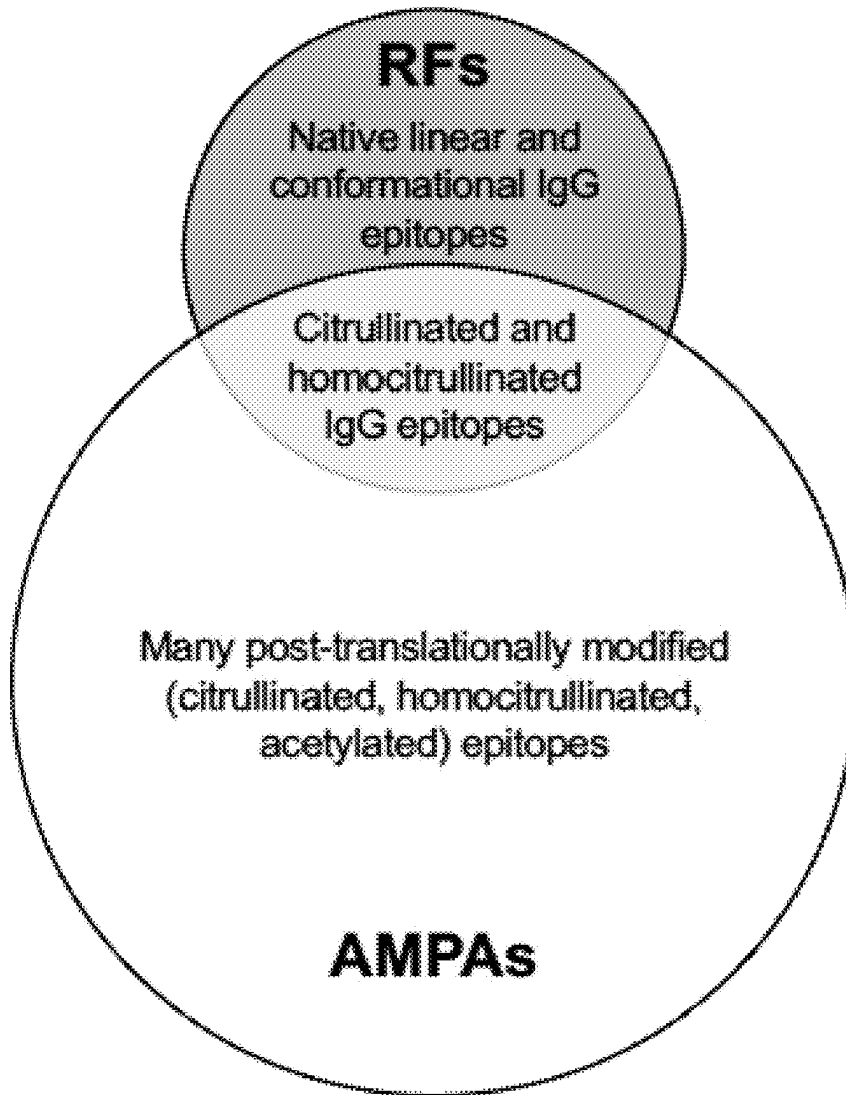 RFs
Native linear and
conformational IgG
epitopes
Citrullinated and
homocitrullinated
IgG epitopes
Many post-translationally modified
(citrullinated, homocitrullinated,
acetylated) epitopes
AMPAs